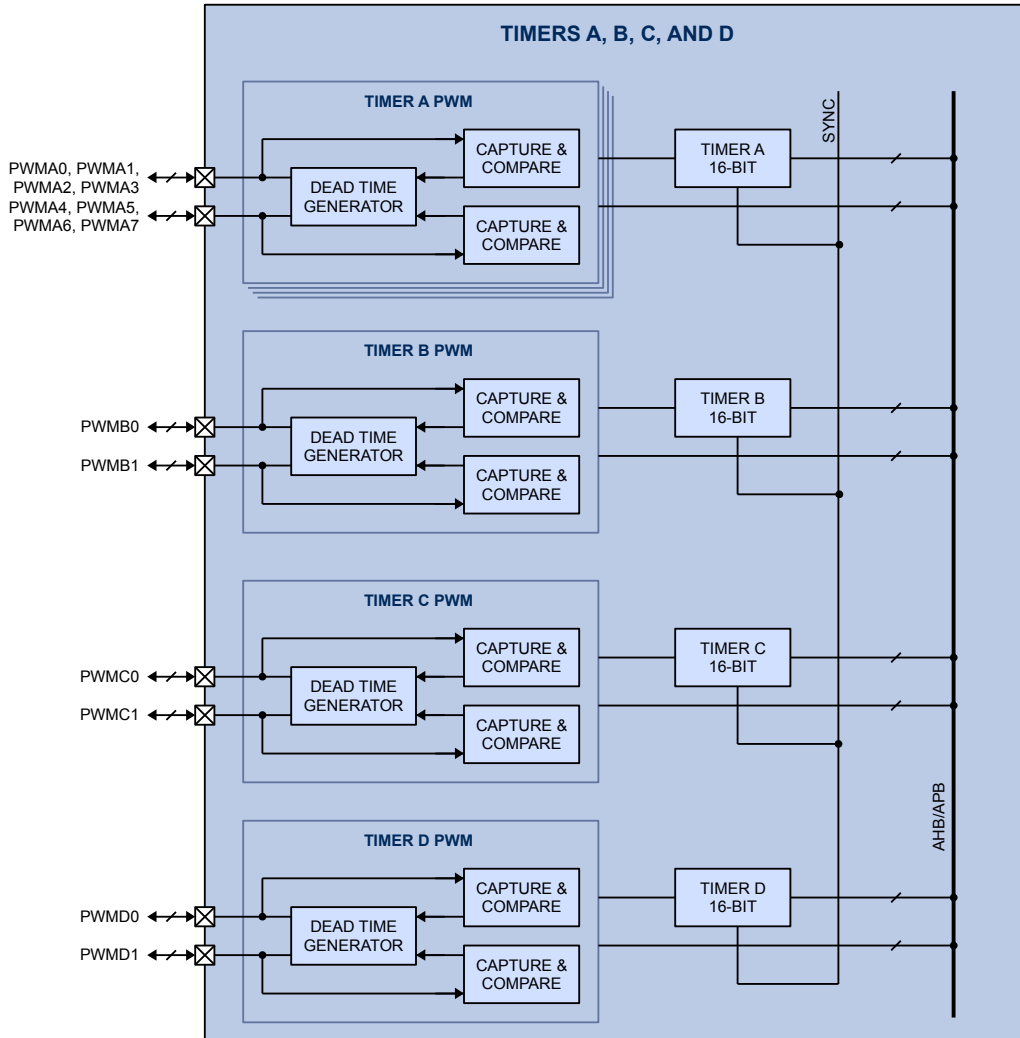 TIMERS A, B, C, AND D
TIMER A PWM
SYNC
PWMA0, PWMA1,
PWMA2, PWMA3
PWMA4, PWMA5,
PWMA6, PWMA7
DEAD TIME
GENERATOR
CAPTURE &
COMPARE
CAPTURE &
COMPARE
TIMER A
16-BIT
TIMER B PWM
PWMB0
PWMB1
DEAD TIME
GENERATOR
CAPTURE &
COMPARE
CAPTURE &
COMPARE
TIMER B
16-BIT
TIMER C PWM
PWMC0
PWMC1
DEAD TIME
GENERATOR
CAPTURE &
COMPARE
CAPTURE &
COMPARE
TIMER C
16-BIT
AHB/APB
TIMER D PWM
PWMD0
PWMD1
DEAD TIME
GENERATOR
CAPTURE &
COMPARE
CAPTURE &
COMPARE
TIMER D
16-BIT